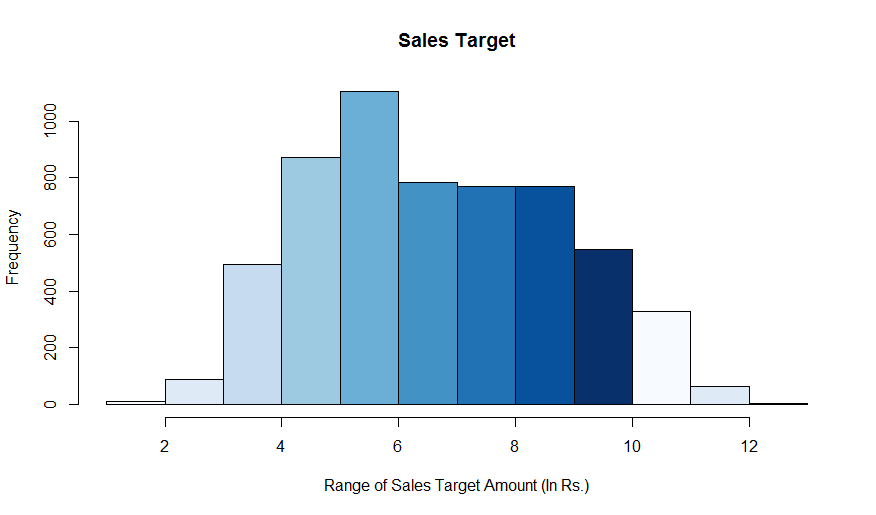 Sales Target
Frequency
1000
800
600
400
200
0
2 4 6 8 10 12
Range of Sales Target Amount (In Rs.)